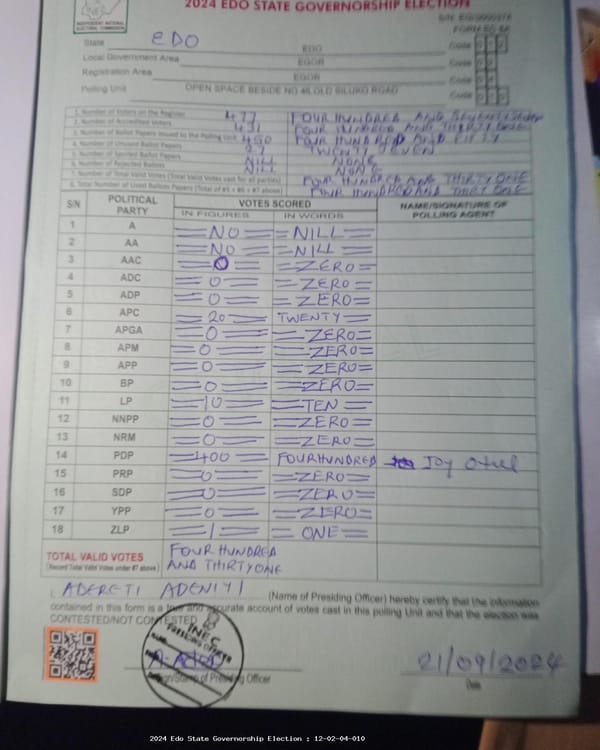 2024 EDO STATE GOVERNORSHIP ELECTION
INDEPENDENT NATIONAL
ELECTORAL COMMISSION
FORM EC 8A
State EDO EDO Code
Local Government Area EGOR Code
Registration Area EGOR Code
Polling Unit OPEN SPACE BESIDE NO 45, OLD SILUKO ROAD Code
1. Number of Voters on the Register 477 FOUR HUNDRED AND
2. Number of Accredited Voters 431 FOUR HUNDRED AND THIRTY ONE
3. Number of Ballot Papers Issued to the Polling Unit 450 FOUR HUNDRED AND FIFTY
4. Number of Unused Ballot Papers TWENTY SEVEN
5. Number of Spoiled Ballot Papers NILL NONE
6. Number of Rejected Ballots NILL NONE
7. Number of Total Valid Votes (Total Valid Votes cast for all parties) FOUR HUNDRED AND THIRTY ONE
8. Total Number of Used Ballots Papers (Total of #5 + #6 + #7 above) FOUR HUNDRED AND THIRTY ONE
S/N POLITICAL PARTY VOTES SCORED NAME/SIGNATURE OF POLLING AGENT
IN FIGURES IN WORDS
1 A NO NILL
2 AA NO NILL
3 AAC 0 ZERO
4 ADC 0 ZERO
5 ADP 0 ZERO
6 APC 20 TWENTY
7 APGA 0 ZERO
8 APM 0 ZERO
9 APP 0 ZERO
10 BP 0 ZERO
11 LP 10 TEN
12 NNPP 0 ZERO
13 NRM 0 ZERO
14 PDP 400 FOUR HUNDRED Joy
15 PRP 0 ZERO
16 SDP 0 ZERO
17 YPP 0 ZERO
18 ZLP 1 ONE
TOTAL VALID VOTES FOUR HUNDRED
(Record Total Valid Votes under #7 above) AND THIRTY ONE
I, ADERETI ADENIYI (Name of Presiding Officer) hereby certify that the information
contained in this form is a true and accurate account of votes cast in this polling Unit and that the election was
CONTESTED/NOT CONTESTED
INEC
21/09/2024
Sign/Stamp of Presiding Officer Date
2024 Edo State Governorship Election : 12-02-04-010